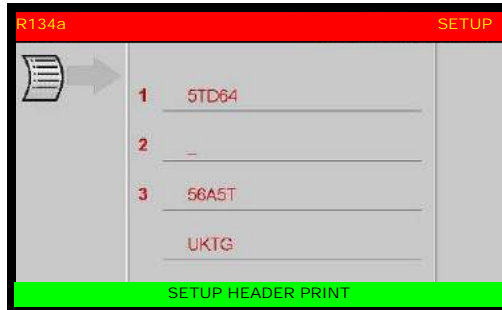 R134a SETUP
1 5TD64
2 _
3 56A5T
UKTG
SETUP HEADER PRINT